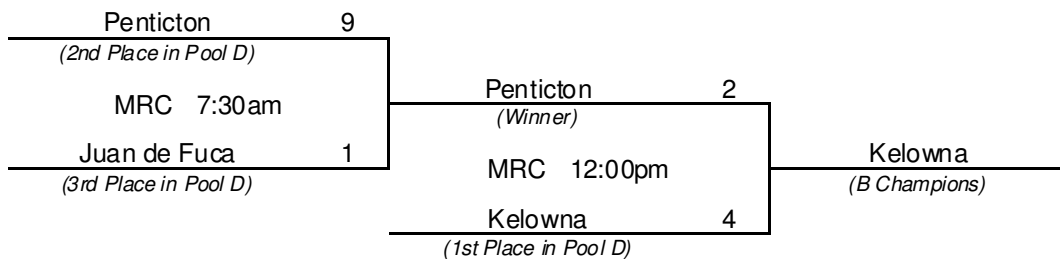 Penticton 9
(2nd Place in Pool D)
MRC 7:30am
Juan de Fuca 1
(3rd Place in Pool D)
Penticton 2
(Winner)
MRC 12:00pm
Kelowna 4
(1st Place in Pool D)
Kelowna
(B Champions)